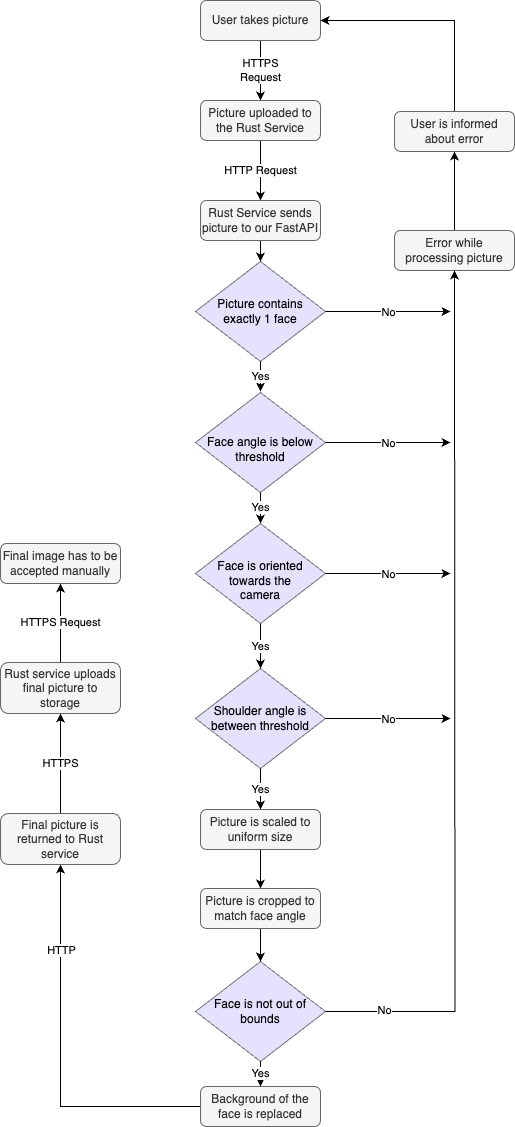 User takes picture
HTTPS
Request
Picture uploaded to
the Rust Service
User is informed
about error
HTTP Request
Rust Service sends
picture to our FastAPI
Error while
processing picture
Picture contains
exactly 1 face
No
Yes
Face angle is below
threshold
No
Yes
Face is oriented
towards the
camera
No
Final image has to be
accepted manually
HTTPS Request
Yes
Rust service uploads
final picture to
storage
Shoulder angle is
between threshold
No
HTTPS
Yes
Final picture is
returned to Rust
service
Picture is scaled to
uniform size
Picture is cropped to
match face angle
HTTP
Face is not out of
bounds
No
Yes
Background of the
face is replaced